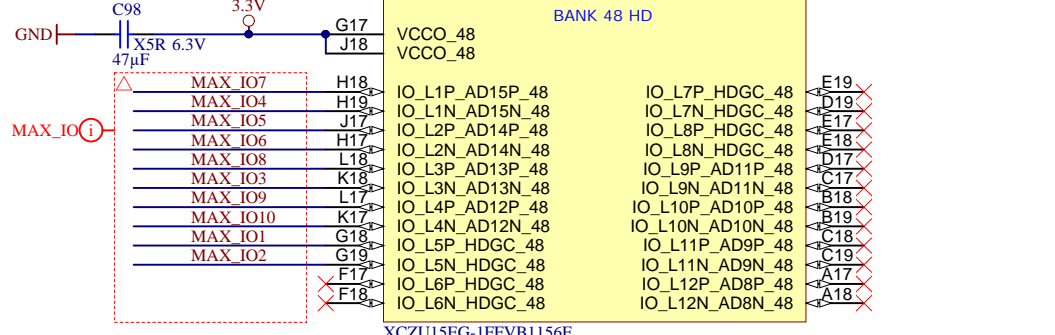 C98
3.3V
BANK 48 HD
GND
X5R 6.3V
47µF
G17 VCCO_48
J18 VCCO_48
MAX_IO7 H18 IO_L1P_AD15P_48 IO_L7P_HDGC_48 E19
MAX_IO4 H19 IO_L1N_AD15N_48 IO_L7N_HDGC_48 D19
MAX_IO5 J17 IO_L2P_AD14P_48 IO_L8P_HDGC_48 E17
MAX_IO i
MAX_IO6 H17 IO_L2N_AD14N_48 IO_L8N_HDGC_48 E18
MAX_IO8 L18 IO_L3P_AD13P_48 IO_L9P_AD11P_48 D17
MAX_IO3 K18 IO_L3N_AD13N_48 IO_L9N_AD11N_48 C17
MAX_IO9 L17 IO_L4P_AD12P_48 IO_L10P_AD10P_48 B18
MAX_IO10 K17 IO_L4N_AD12N_48 IO_L10N_AD10N_48 B19
MAX_IO1 G18 IO_L5P_HDGC_48 IO_L11P_AD9P_48 C18
MAX_IO2 G19 IO_L5N_HDGC_48 IO_L11N_AD9N_48 C19
F17 IO_L6P_HDGC_48 IO_L12P_AD8P_48 A17
F18 IO_L6N_HDGC_48 IO_L12N_AD8N_48 A18
XCZU15EG-1FFVB1156E